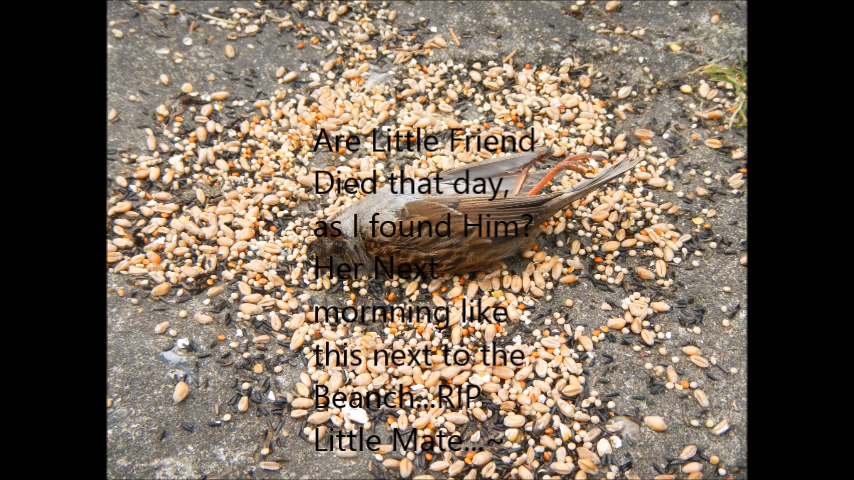 Are Little Friend
Died that day,
as I found Him?
Her Next
mornning like
this next to the
Beanch...RIP
Little Mate...~